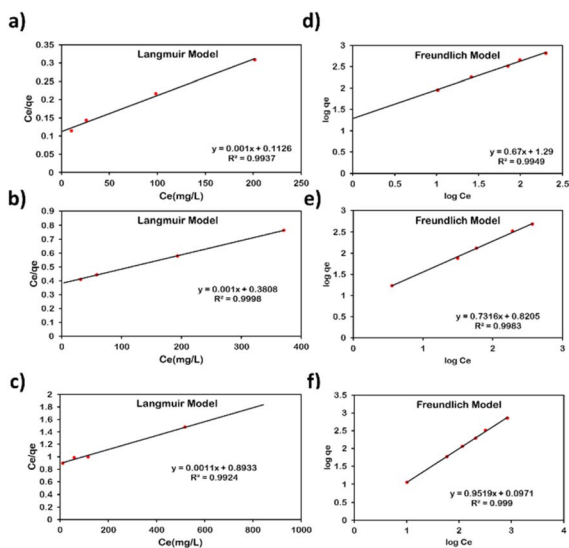 a)
Langmuir Model
0.35
0.3
0.25
0.2
0.15
0.1
0.05
0
Ce/qe
y = 0.001x + 0.1126
R² = 0.9937
0 50 100 150 200 250
Ce(mg/L)
d)
Freundlich Model
3
2.5
2
1.5
1
0.5
0
log qe
y = 0.67x + 1.29
R² = 0.9949
0 0.5 1 1.5 2 2.5
log Ce
b)
Langmuir Model
0.9
0.8
0.7
0.6
0.5
0.4
0.3
0.2
0.1
0
Ce/qe
y = 0.001x + 0.3808
R² = 0.9998
0 100 200 300 400
Ce(mg/L)
e)
Freundlich Model
3
2.5
2
1.5
1
0.5
0
log qe
y = 0.7316x + 0.8205
R² = 0.9983
0 1 2 3
log Ce
c)
Langmuir Model
2
1.8
1.6
1.4
1.2
1
0.8
0.6
0.4
0.2
0
Ce/qe
y = 0.0011x + 0.8933
R² = 0.9924
0 200 400 600 800 1000
Ce(mg/L)
f)
Freundlich Model
3.5
3
2.5
2
1.5
1
0.5
0
log qe
y = 0.9519x + 0.0971
R² = 0.999
0 1 2 3 4
log Ce